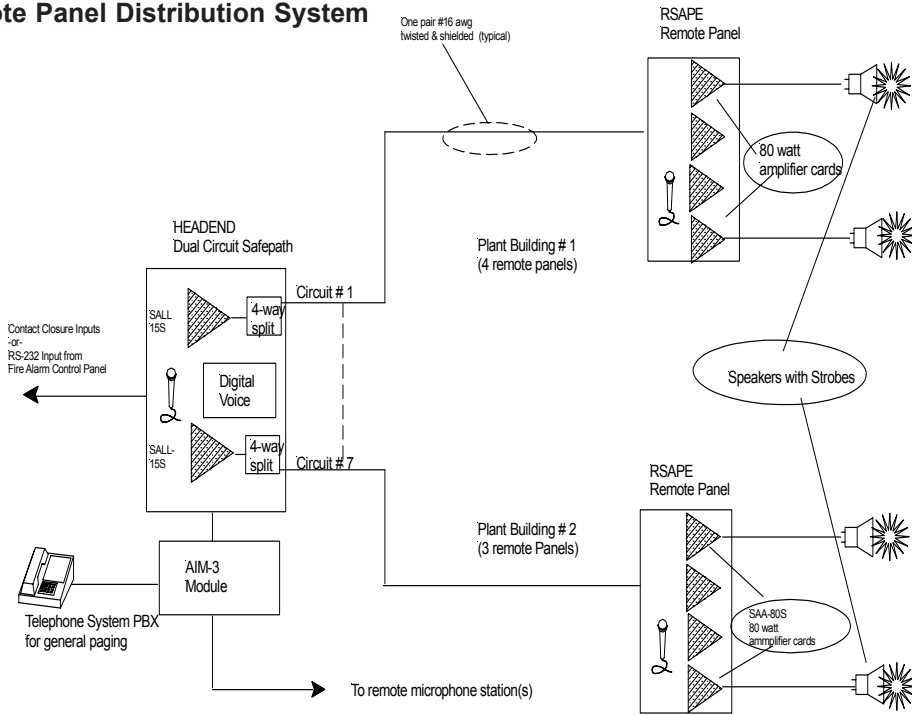 te Panel Distribution System
One pair #16 awg
twisted & shielded (typical)
RSAPE
Remote Panel
80 watt
amplifier cards
HEADEND
Dual Circuit Safepath
Plant Building # 1
(4 remote panels)
Circuit # 1
SALL
15S
4-way
split
Contact Closure Inputs
-or-
RS-232 Input from
Fire Alarm Control Panel
Digital
Voice
Speakers with Strobes
SALL-
15S
4-way
split
Circuit # 7
RSAPE
Remote Panel
Plant Building # 2
(3 remote Panels)
AIM-3
Module
SAA-80S
80 watt
ammplifier cards
Telephone System PBX
for general paging
To remote microphone station(s)